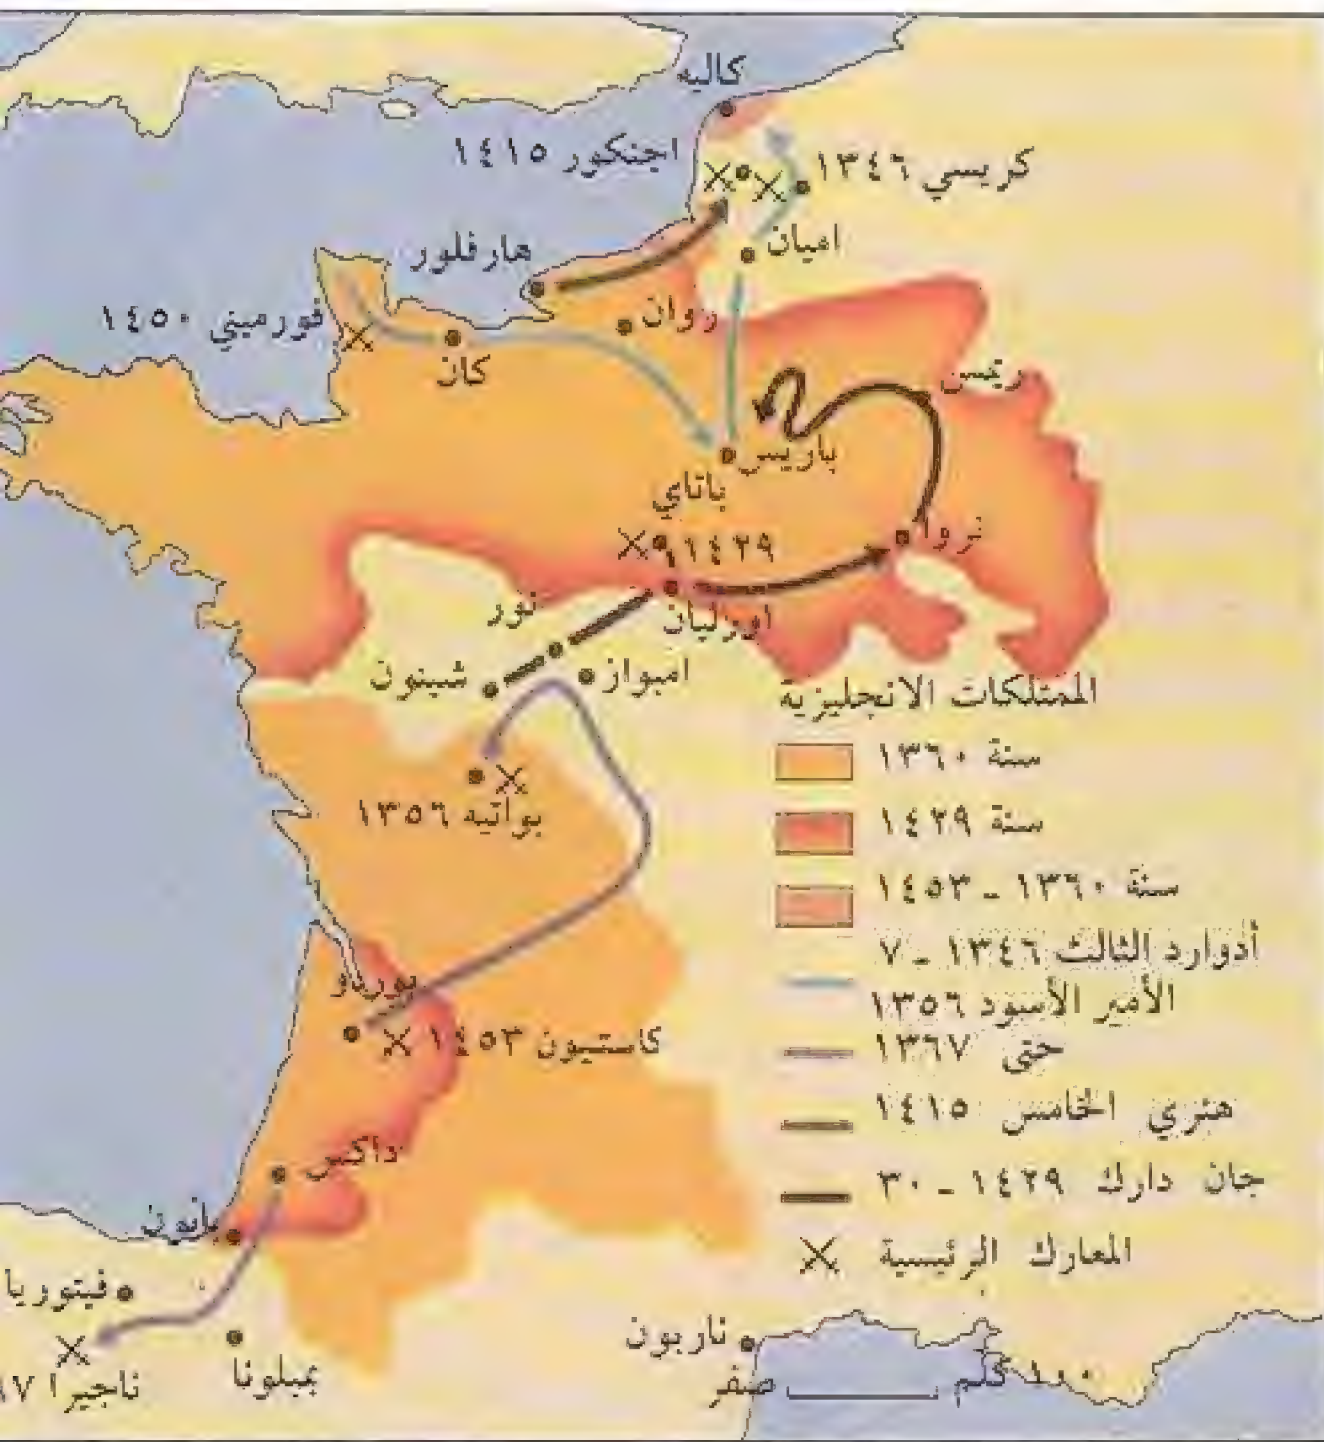 كاليه
اجنكور ١٤١٥
كريسي ١٣٤٦
اميان
هارفلور
روان
فورميني ١٤٥٠
كان
ريمس
باريس
باتاي
١٤٢٩
تروا
اورليان
تور
امبواز
شينون
بواتيه ١٣٥٦
بوردو
كاستيون ١٤٥٣
داكس
بايون
فيتوريا
بمبلونا
ناجيرا
ناربون
الممتلكات الانجليزية
سنة ١٣٦٠
سنة ١٤٢٩
سنة ١٣٦٠ - ١٤٥٣
أدوارد الثالث ١٣٤٦ - ٧
الأمير الأسود ١٣٥٦
حتى ١٣٦٧
هنري الخامس ١٤١٥
جان دارك ١٤٢٩ - ٣٠
المعارك الرئيسية
صفر ١٠٠ كلم